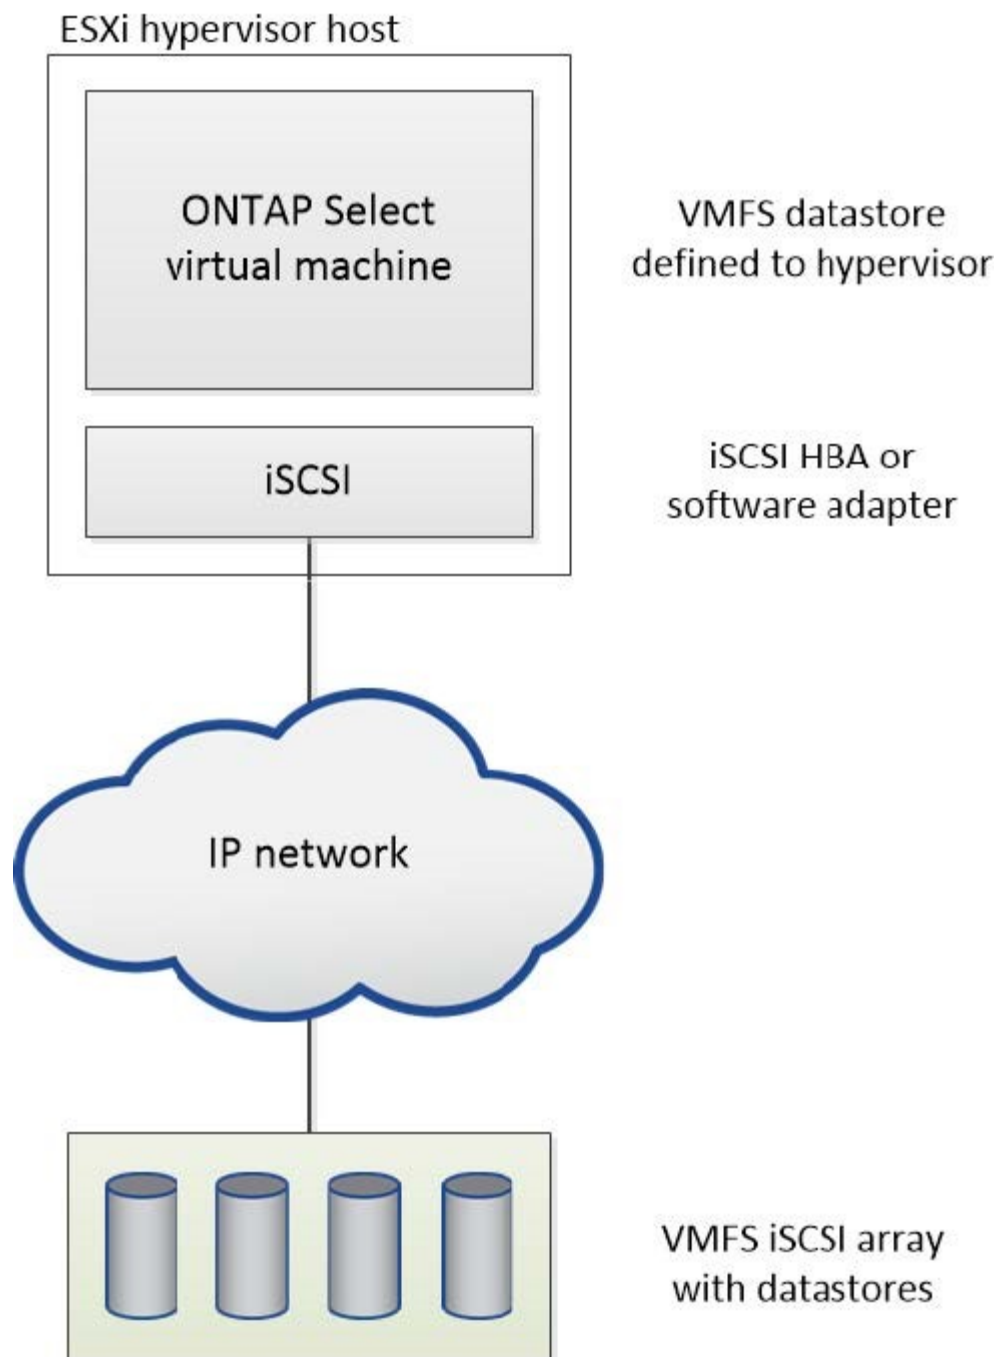 ESXi hypervisor host
ONTAP Select
virtual machine
VMFS datastore
defined to hypervisor
iSCSI
iSCSI HBA or
software adapter
IP network
VMFS iSCSI array
with datastores